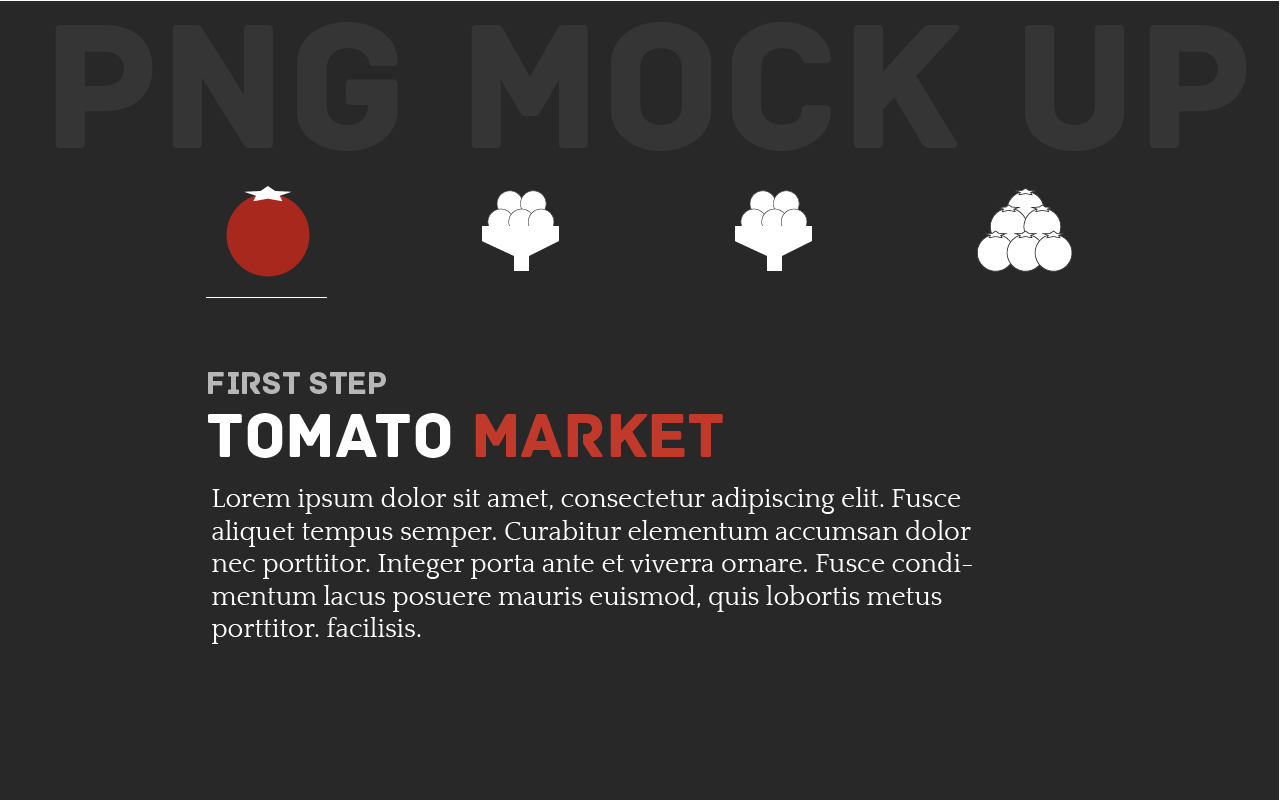 PNG MOCK UP
FIRST STEP
TOMATO MARKET
Lorem ipsum dolor sit amet, consectetur adipiscing elit. Fusce
aliquet tempus semper. Curabitur elementum accumsan dolor
nec porttitor. Integer porta ante et viverra ornare. Fusce condi-
mentum lacus posuere mauris euismod, quis lobortis metus
porttitor. facilisis.